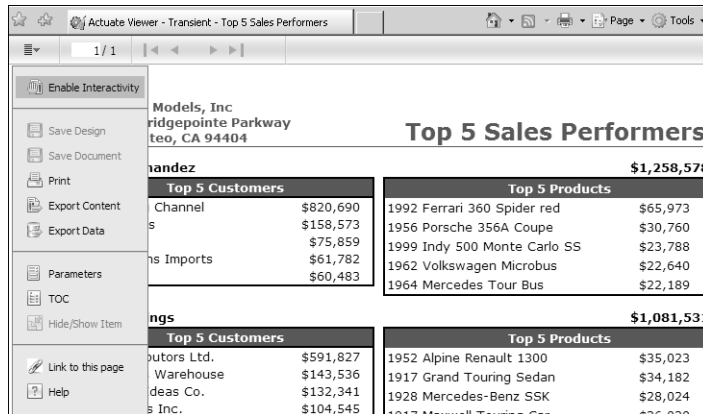 Actuate Viewer - Transient - Top 5 Sales Performers
Page Tools
1 / 1
Enable Interactivity
Save Design
Save Document
Print
Export Content
Export Data
Parameters
TOC
Hide/Show Item
Link to this page
Help
Models, Inc
ridgepointe Parkway
teo, CA 94404
Top 5 Sales Performers
nandez $1,258,578
Top 5 Customers
Channel $820,690
s $158,573
$75,859
ns Imports $61,782
$60,483
Top 5 Products
1992 Ferrari 360 Spider red $65,973
1956 Porsche 356A Coupe $30,760
1999 Indy 500 Monte Carlo SS $23,788
1962 Volkswagen Microbus $22,640
1964 Mercedes Tour Bus $22,189
ngs $1,081,531
Top 5 Customers
outors Ltd. $591,827
Warehouse $143,536
deas Co. $132,341
s Inc. $104,545
Top 5 Products
1952 Alpine Renault 1300 $35,023
1917 Grand Touring Sedan $34,182
1928 Mercedes-Benz SSK $28,024